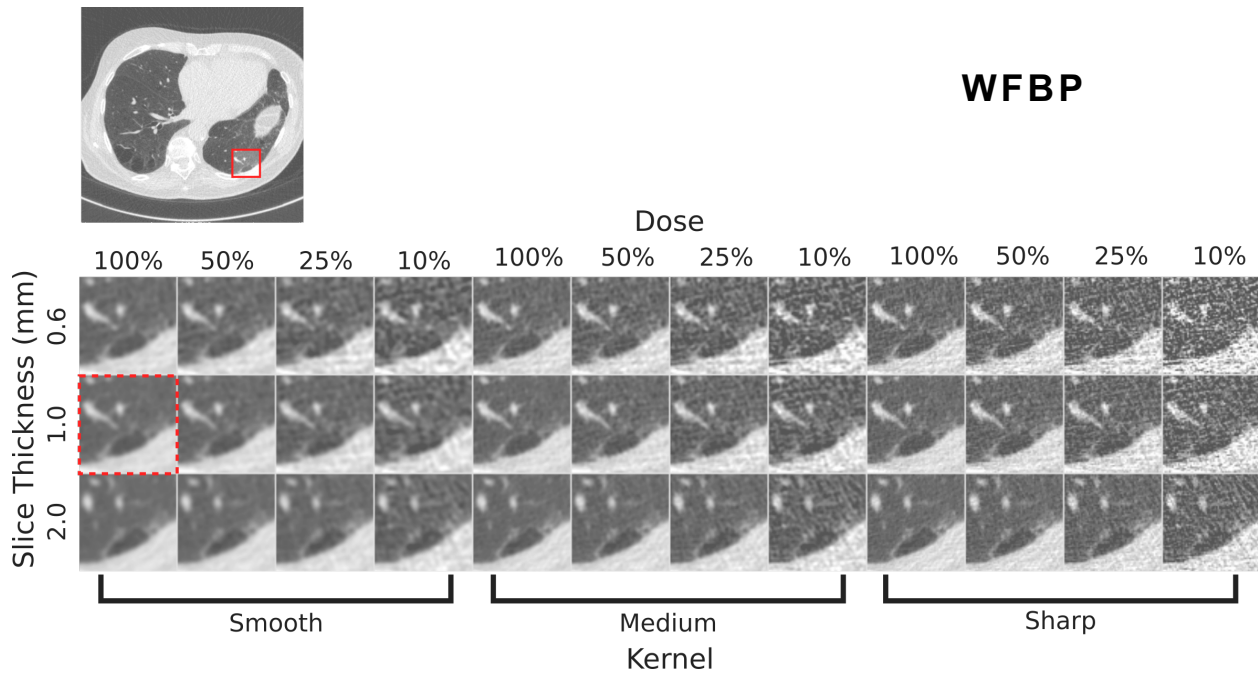 WFBP
Dose
100% 50% 25% 10% 100% 50% 25% 10% 100% 50% 25% 10%
Slice Thickness (mm)
0.6
1.0
2.0
Smooth Medium Sharp
Kernel